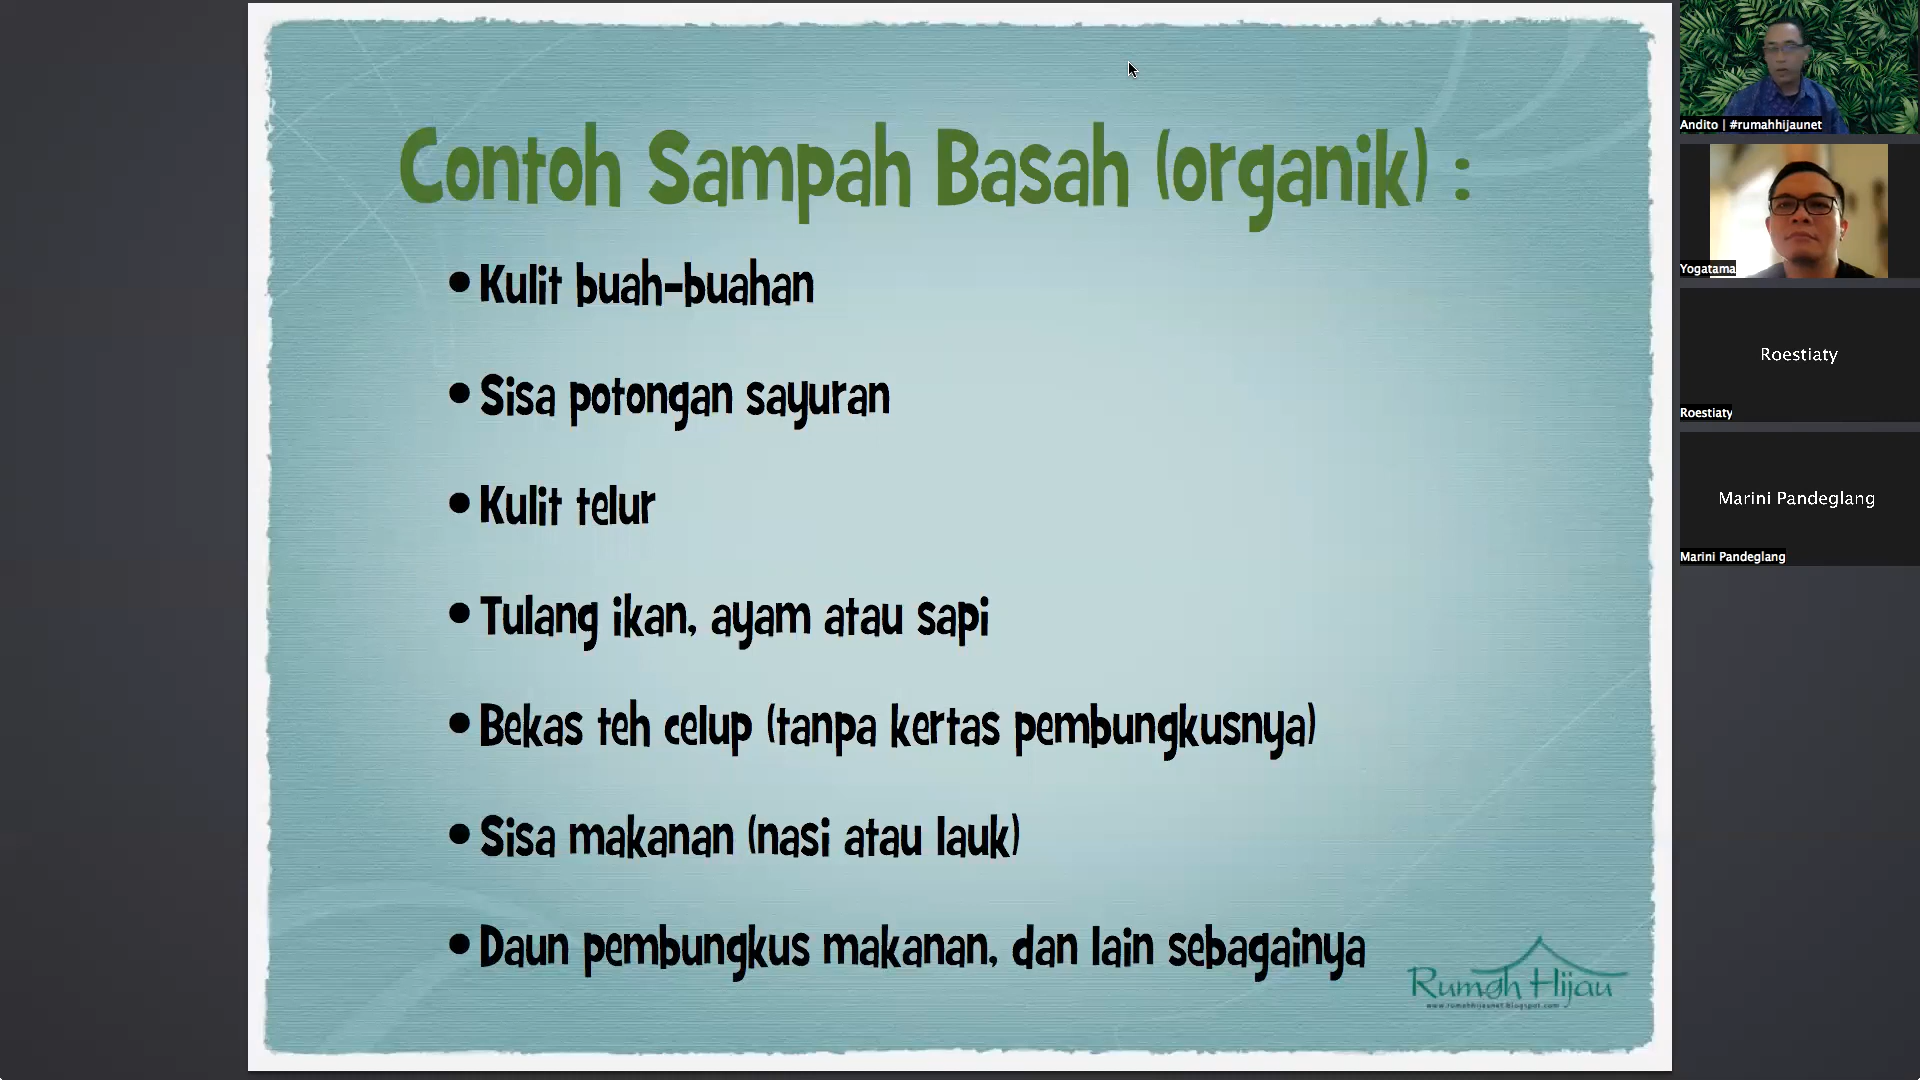 Contoh Sampah Basah (organik) :
• Kulit buah-buahan
• Sisa potongan sayuran
• Kulit telur
• Tulang ikan, ayam atau sapi
• Bekas teh celup (tanpa kertas pembungkusnya)
• Sisa makanan (nasi atau lauk)
• Daun pembungkus makanan, dan lain sebagainya
Rumah Hijau
www.rumahhijaunet.blogspot.com
Andito | #rumahhijaunet
Yogatama
Roestiaty
Roestiaty
Marini Pandeglang
Marini Pandeglang